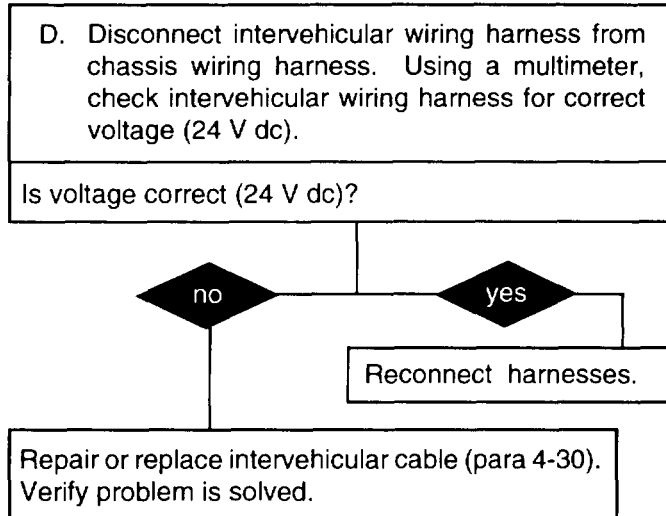 D. Disconnect intervehicular wiring harness from
chassis wiring harness. Using a multimeter,
check intervehicular wiring harness for correct
voltage (24 V dc).
Is voltage correct (24 V dc)?
no
yes
Reconnect harnesses.
Repair or replace intervehicular cable (para 4-30).
Verify problem is solved.